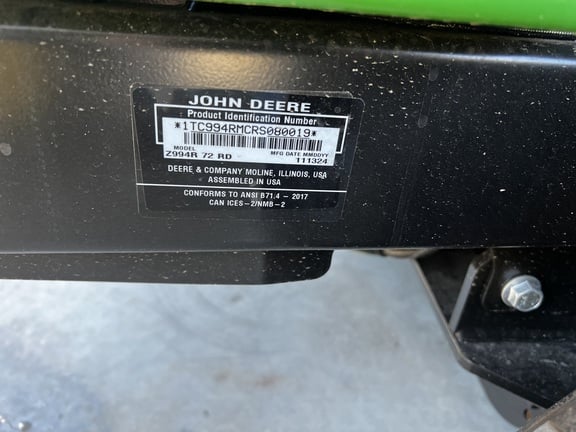 JOHN DEERE
Product Identification Number
*1TC994RMCRS080019*
MODEL MFG DATE MMDDYY
Z994R 72 RD 111324
DEERE & COMPANY MOLINE, ILLINOIS, USA
ASSEMBLED IN USA
CONFORMS TO ANSI B71.4 - 2017
CAN ICES-2/NMB-2